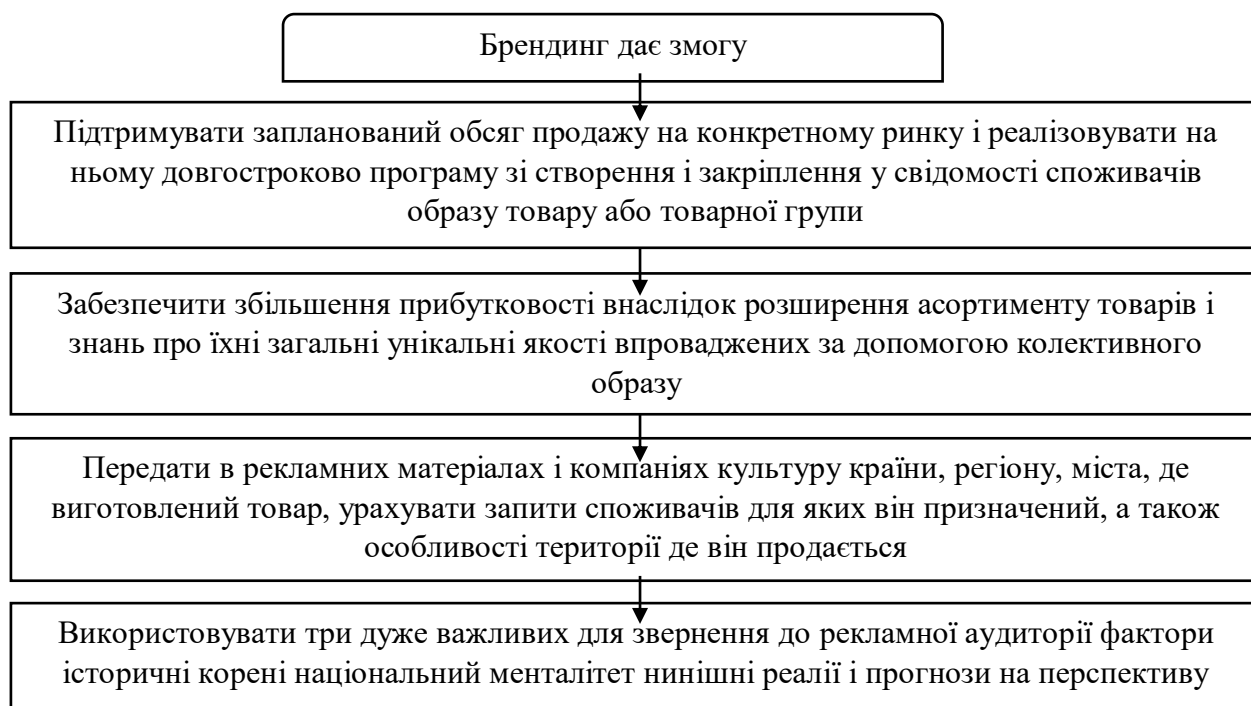 Брендинг дає змогу
Підтримувати запланований обсяг продажу на конкретному ринку і реалізовувати на
ньому довгостроково програму зі створення і закріплення у свідомості споживачів
образу товару або товарної групи
Забезпечити збільшення прибутковості внаслідок розширення асортименту товарів і
знань про їхні загальні унікальні якості впроваджених за допомогою колективного
образу
Передати в рекламних матеріалах і компаніях культуру країни, регіону, міста, де
виготовлений товар, урахувати запити споживачів для яких він призначений, а також
особливості території де він продається
Використовувати три дуже важливих для звернення до рекламної аудиторії фактори
історичні корені національний менталітет нинішні реалії і прогнози на перспективу